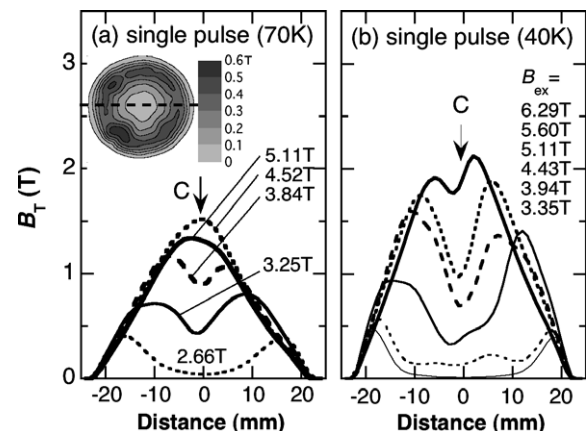 (a) single pulse (70K)
0.6T
0.5
0.4
0.3
0.2
0.1
0
C
5.11T
4.52T
3.84T
3.25T
2.66T
3
2
1
0
B_T (T)
-20 -10 0 10 20
Distance (mm)
(b) single pulse (40K)
C
B_ex =
6.29T
5.60T
5.11T
4.43T
3.94T
3.35T
-20 -10 0 10 20
Distance (mm)